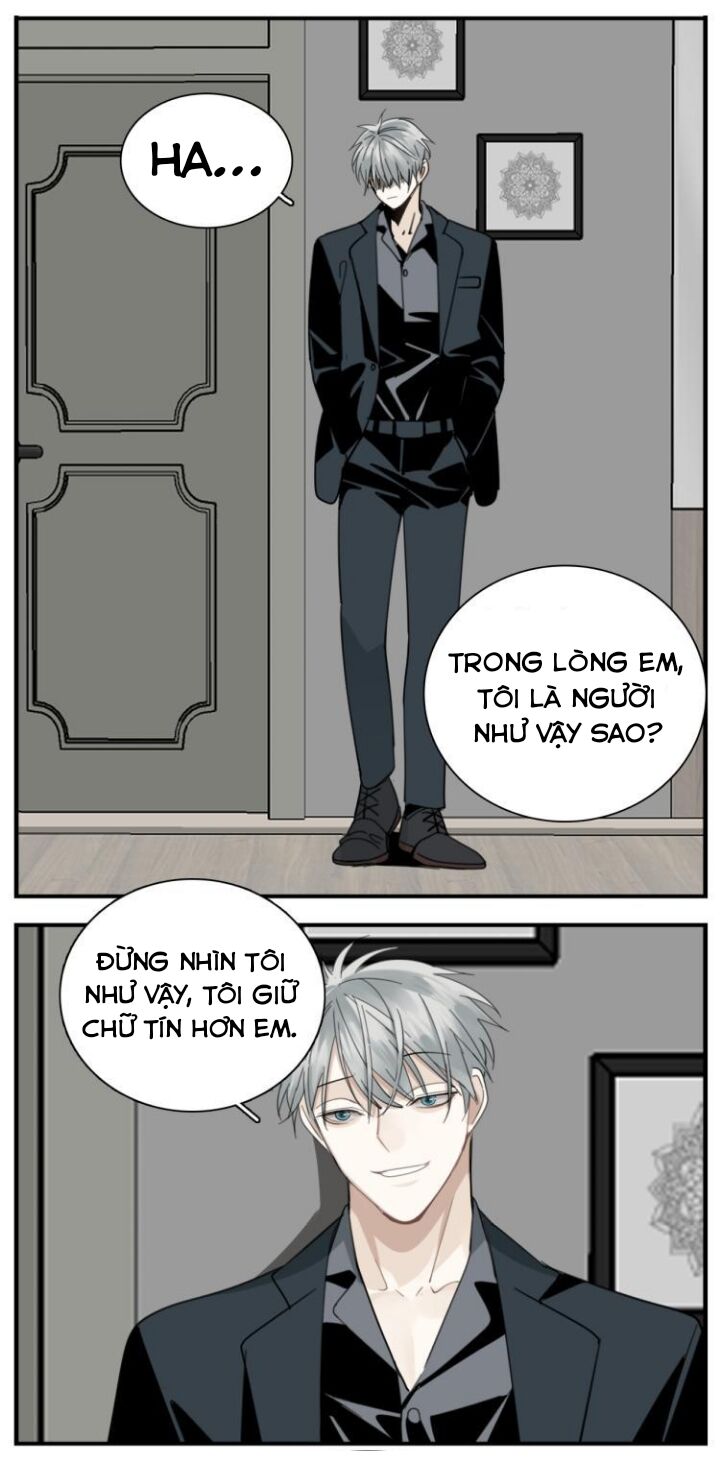 HA...
TRONG LÒNG EM,
TÔI LÀ NGƯỜI
NHƯ VẬY SAO?
ĐỪNG NHÌN TÔI
NHƯ VẬY, TÔI GIỮ
CHỮ TÍN HƠN EM.